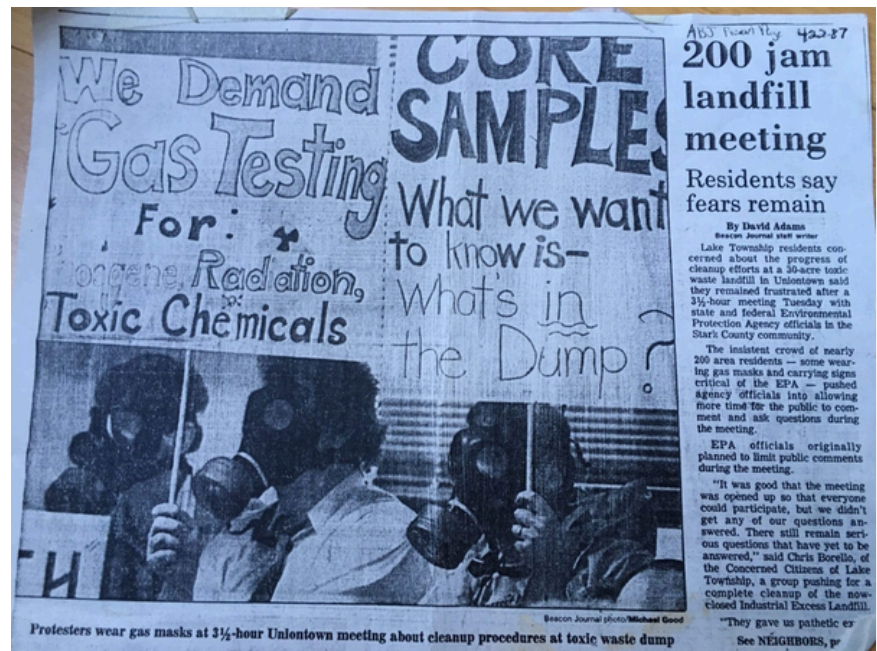 We Demand
Gas Testing
For:
Radiation,
Toxic Chemicals
CORE
SAMPLES
What we want
to know is-
What's in
the Dump?
TH
ABJ 4-22-87
200 jam
landfill
meeting
Residents say
fears remain
By David Adams
Beacon Journal staff writer
Lake Township residents con-
cerned about the progress of
cleanup efforts at a 30-acre toxic
waste landfill in Uniontown said
they remained frustrated after a
3½-hour meeting Tuesday with
state and federal Environmental
Protection Agency officials in the
Stark County community.
The insistent crowd of nearly
200 area residents — some wear-
ing gas masks and carrying signs
critical of the EPA — pushed
agency officials into allowing
more time for the public to com-
ment and ask questions during
the meeting.
EPA officials originally
planned to limit public comments
during the meeting.
"It was good that the meeting
was opened up so that everyone
could participate, but we didn't
get any of our questions an-
swered. There still remain seri-
ous questions that have yet to be
answered," said Chris Borello, of
the Concerned Citizens of Lake
Township, a group pushing for a
complete cleanup of the now-
closed Industrial Excess Landfill.
"They gave us pathetic ex
See NEIGHBORS, p
Beacon Journal photo/Michael Good
Protesters wear gas masks at 3½-hour Uniontown meeting about cleanup procedures at toxic waste dump